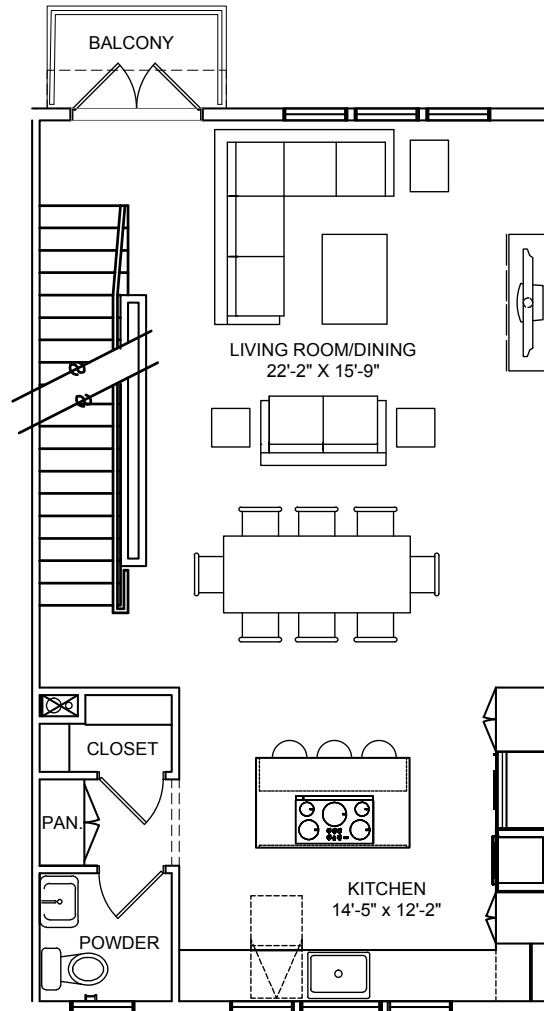 BALCONY
LIVING ROOM/DINING
22'-2" X 15'-9"
CLOSET
PAN.
KITCHEN
14'-5" x 12'-2"
POWDER